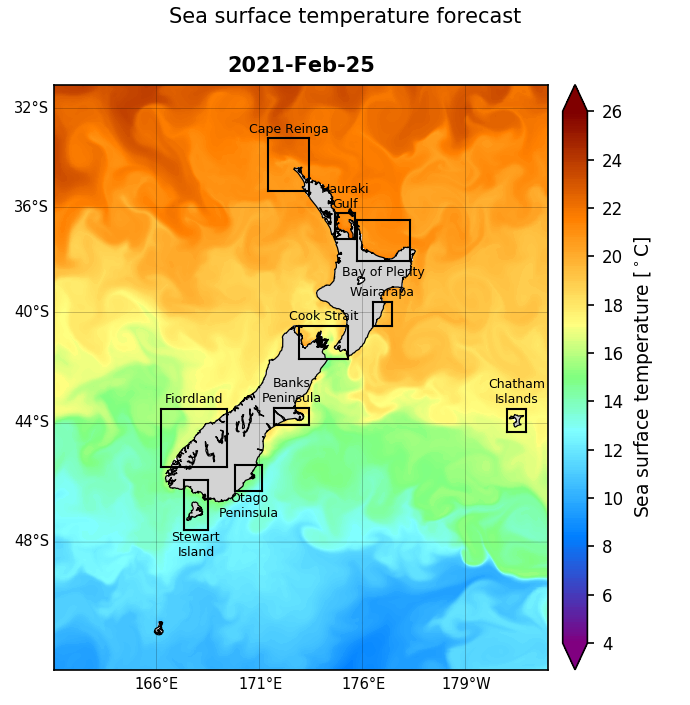 Sea surface temperature forecast
2021-Feb-25
32°S
36°S
40°S
44°S
48°S
Cape Reinga
Hauraki
Gulf
Bay of Plenty
Wairarapa
Cook Strait
Banks
Peninsula
Fiordland
Chatham
Islands
Otago
Peninsula
Stewart
Island
166°E
171°E
176°E
179°W
26
24
22
20
18
16
14
12
10
8
6
4
Sea surface temperature [°C]